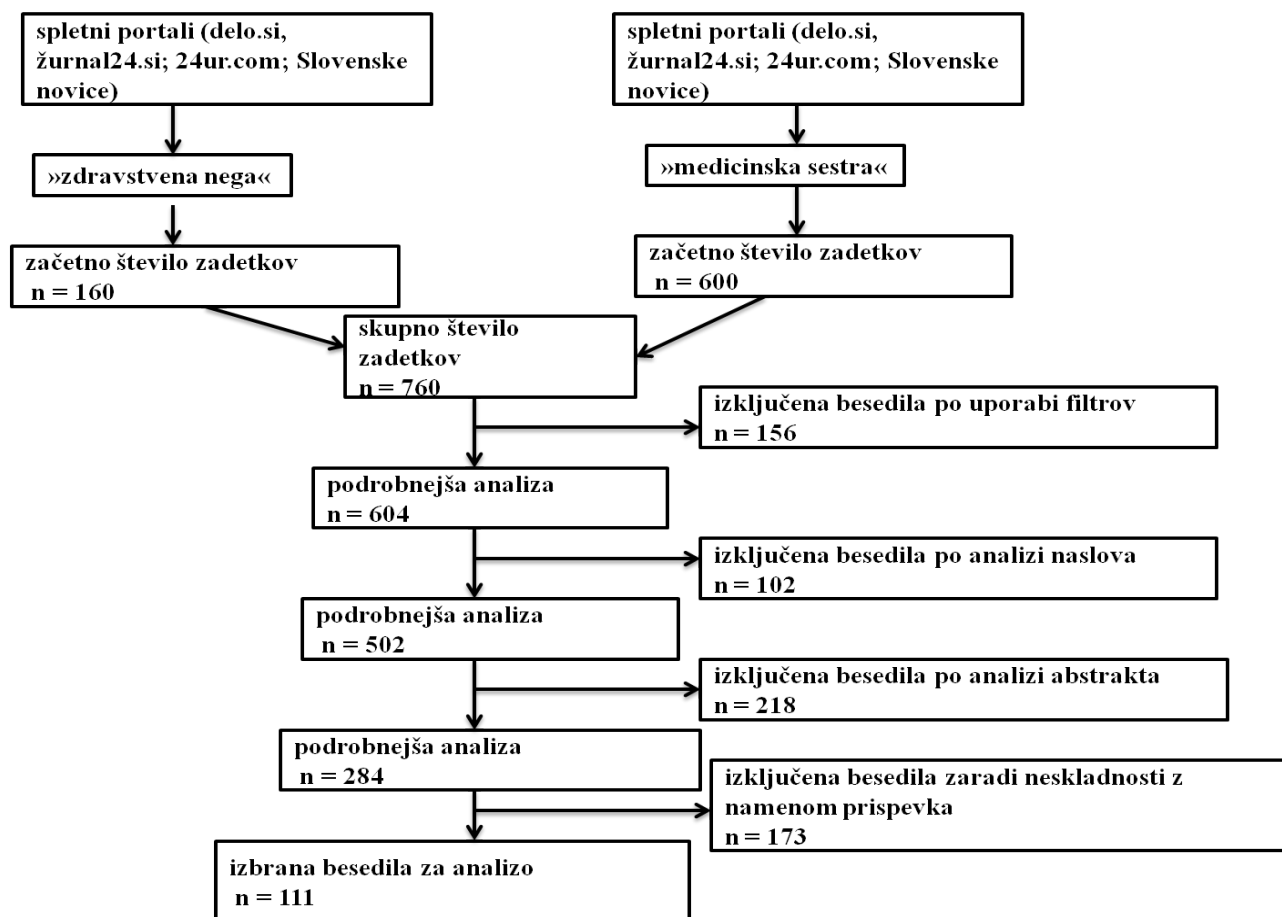 spletni portali (delo.si,
žurnal24.si; 24ur.com; Slovenske
novice)
spletni portali (delo.si,
žurnal24.si; 24ur.com; Slovenske
novice)
»zdravstvena nega«
»medicinska sestra«
začetno število zadetkov
n = 160
začetno število zadetkov
n = 600
skupno število
zadetkov
n = 760
izključena besedila po uporabi filtrov
n = 156
podrobnejša analiza
n = 604
izključena besedila po analizi naslova
n = 102
podrobnejša analiza
n = 502
izključena besedila po analizi abstrakta
n = 218
podrobnejša analiza
n = 284
izključena besedila zaradi neskladnosti z
namenom prispevka
n = 173
izbrana besedila za analizo
n = 111